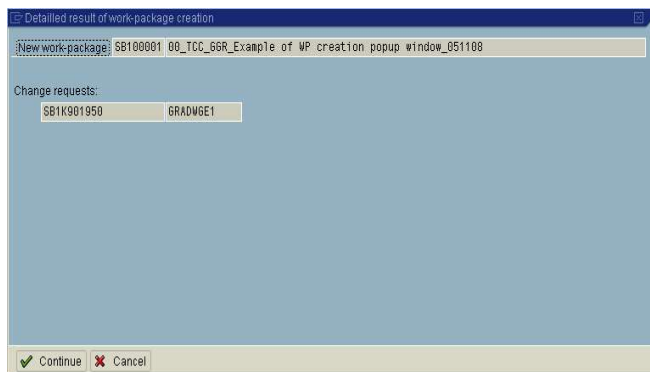 Detailled result of work-package creation
New work-package: SB100001 00_TCC_GGR_Example of WP creation popup window_051108
Change requests:
SB1K901950 GRADWGE1
Continue Cancel